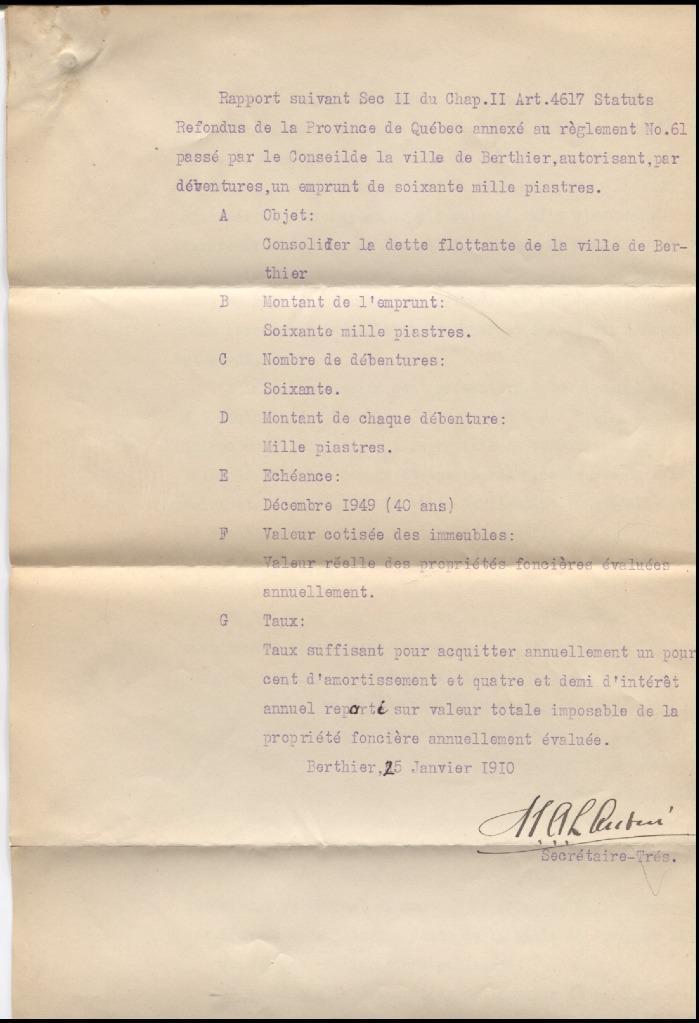 Rapport suivant Sec II du Chap.II Art.4617 Statuts
Refondus de la Province de Québec annexé au règlement No.61
passé par le Conseilde la ville de Berthier,autorisant,par
débentures,un emprunt de soixante mille piastres.
A Objet:
Consolider la dette flottante de la ville de Ber-
thier
B Montant de l'emprunt:
Soixante mille piastres.
C Nombre de débentures:
Soixante.
D Montant de chaque débenture:
Mille piastres.
E Echéance:
Décembre 1949 (40 ans)
F Valeur cotisée des immeubles:
Valeur réelle des propriétés foncières évaluées
annuellement.
G Taux:
Taux suffisant pour acquitter annuellement un pour
cent d'amortissement et quatre et demi d'intérêt
annuel reparti sur valeur totale imposable de la
propriété foncière annuellement évaluée.
Berthier,25 Janvier 1910
Secrétaire-Trés.